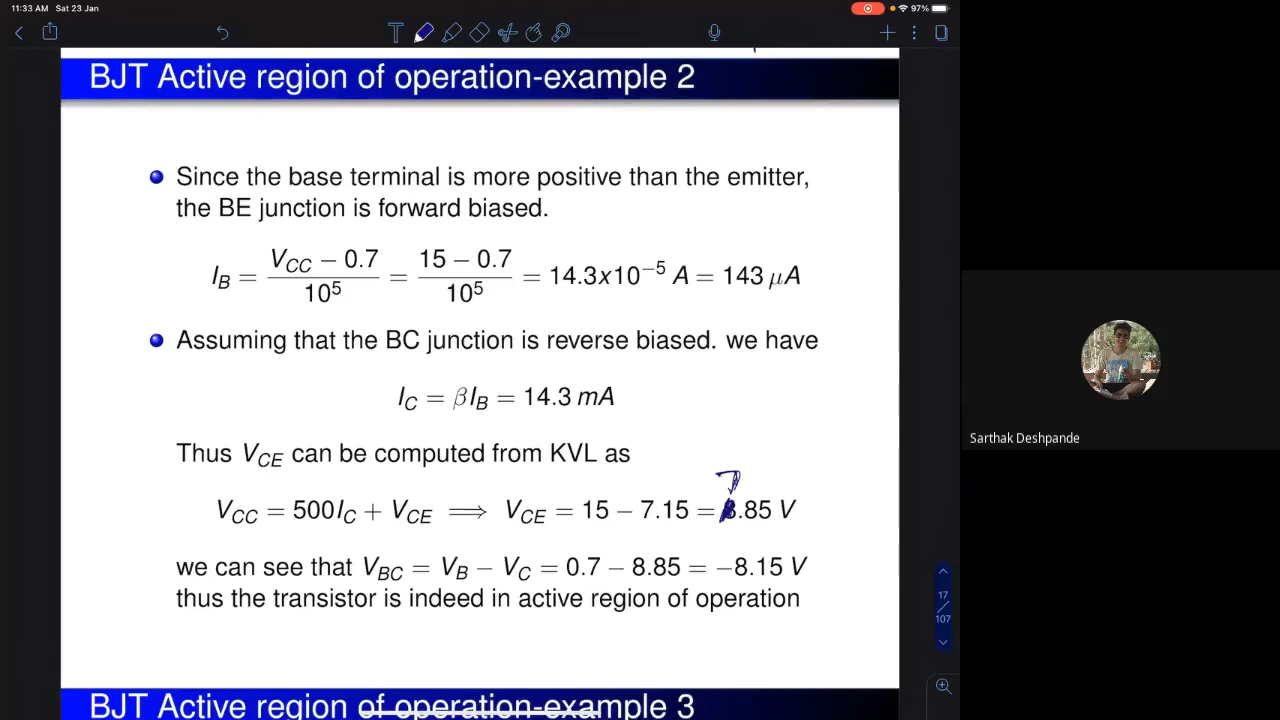 11:33 AM Sat 23 Jan
97%
BJT Active region of operation-example 2
Since the base terminal is more positive than the emitter,
the BE junction is forward biased.
I_B = (V_CC − 0.7)/10^5 = (15 − 0.7)/10^5 = 14.3x10^−5 A = 143 μA
Assuming that the BC junction is reverse biased. we have
I_C = βI_B = 14.3 mA
Thus V_CE can be computed from KVL as
7
V_CC = 500I_C + V_CE ⟹ V_CE = 15 − 7.15 = 8.85 V
we can see that V_BC = V_B − V_C = 0.7 − 8.85 = −8.15 V
thus the transistor is indeed in active region of operation
BJT Active region of operation-example 3
17
/
107
Sarthak Deshpande